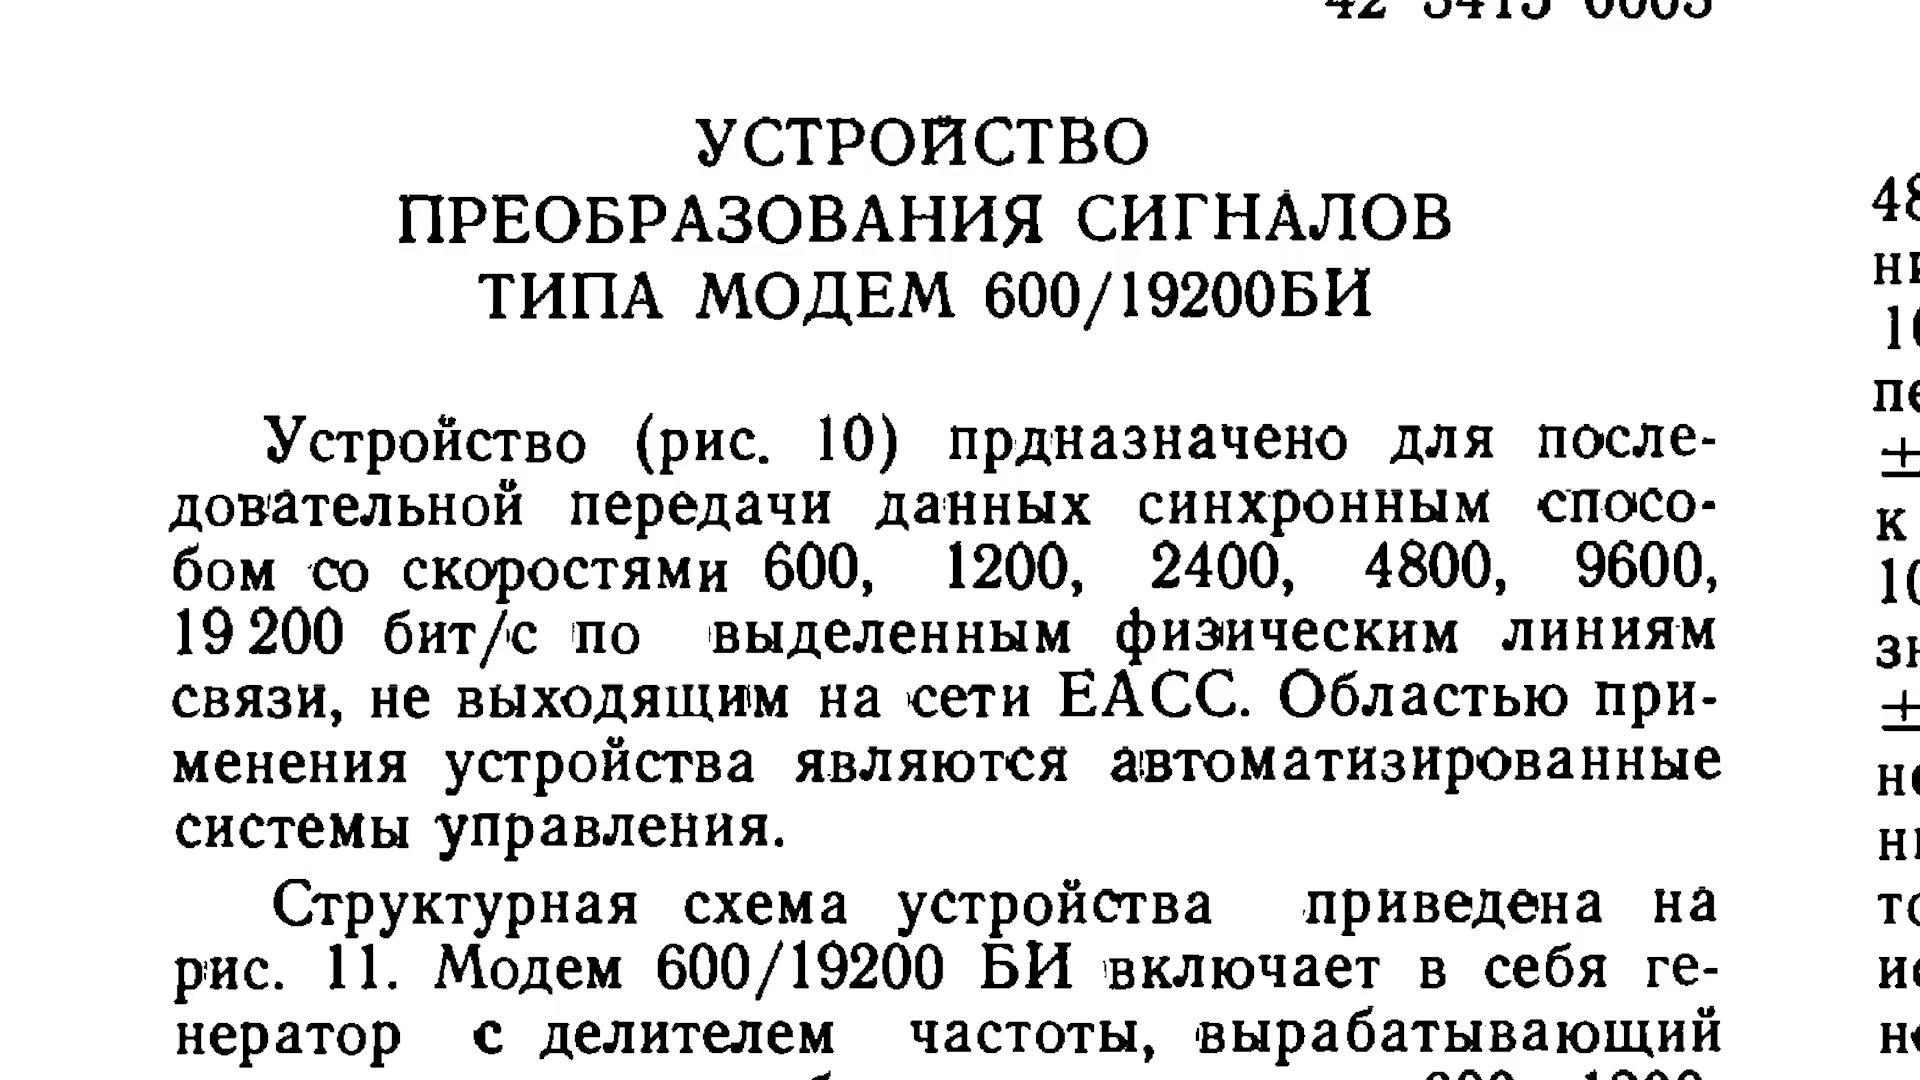 42 3415 0003
УСТРОЙСТВО
ПРЕОБРАЗОВАНИЯ СИГНАЛОВ
ТИПА МОДЕМ 600/19200БИ
Устройство (рис. 10) прдназначено для после-
довательной передачи данных синхронным спосо-
бом со скоростями 600, 1200, 2400, 4800, 9600,
19 200 бит/с по выделенным физическим линиям
связи, не выходящим на сети ЕАСС. Областью при-
менения устройства являются автоматизированные
системы управления.
Структурная схема устройства приведена на
рис. 11. Модем 600/19200 БИ включает в себя ге-
нератор с делителем частоты, вырабатывающий